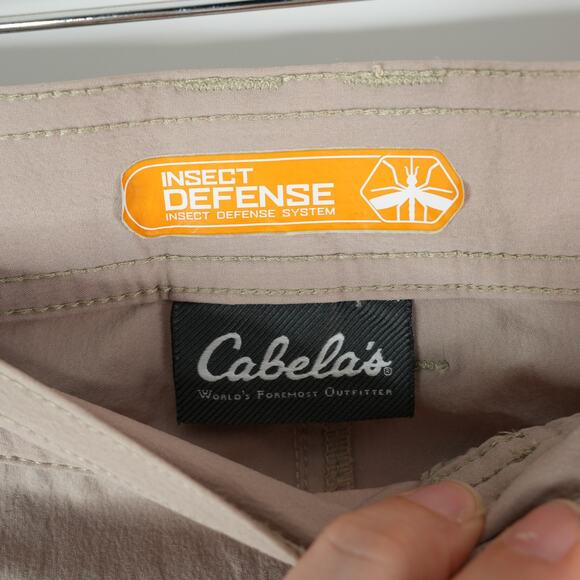 INSECT
DEFENSE
INSECT DEFENSE SYSTEM
Cabela's®
WORLD'S FOREMOST OUTFITTER